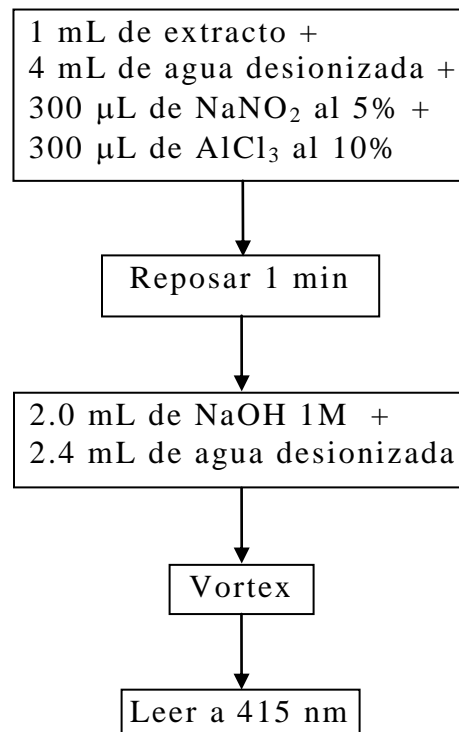 1 mL de extracto +
4 mL de agua desionizada +
300 μL de NaNO₂ al 5% +
300 μL de AlCl₃ al 10%
Reposar 1 min
2.0 mL de NaOH 1M +
2.4 mL de agua desionizada
Vortex
Leer a 415 nm